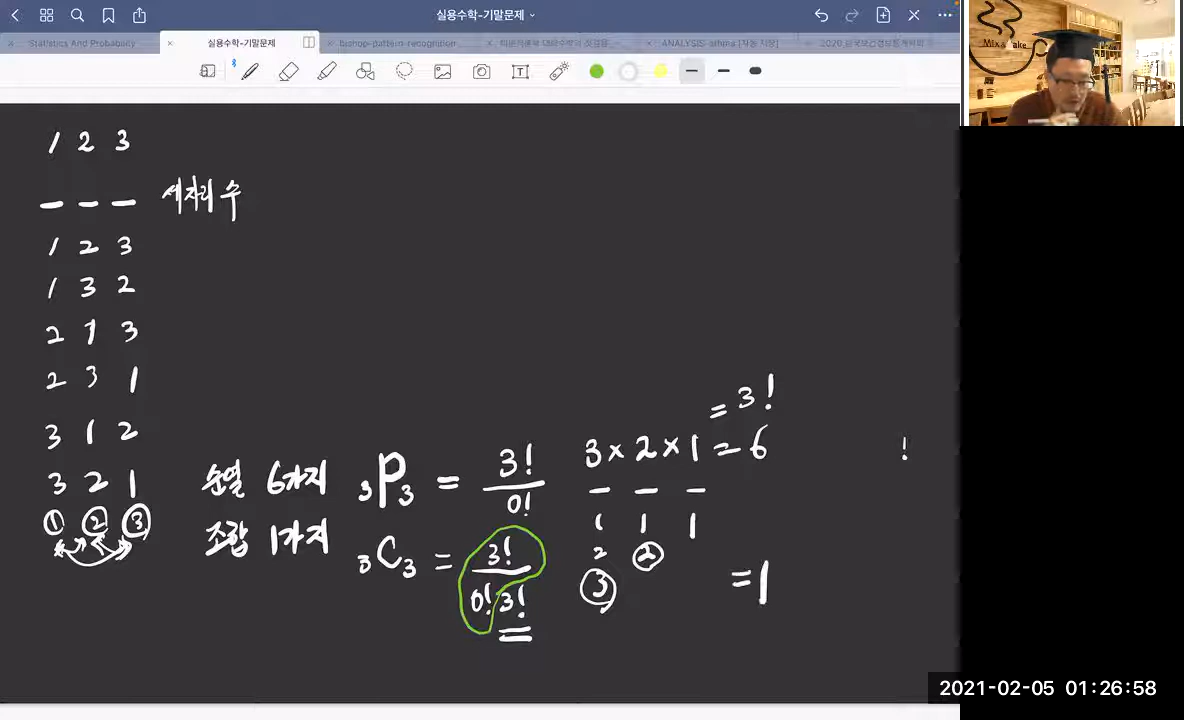 실용수학-기말문제
Statistics And Probability
실용수학-기말문제
bishop-pattern-recognition
1 2 3
세자리 수
1 2 3
1 3 2
2 1 3
2 3 1
3 1 2
3 2 1
① ② ③
= 3!
3 × 2 × 1 = 6
!
순열 6가지 ₃P₃ = 3! / 0!
1 1 1
2 ②
③
조합 1가지 ₃C₃ = 3! / 0! 3!
= 1
2021-02-05 01:26:58